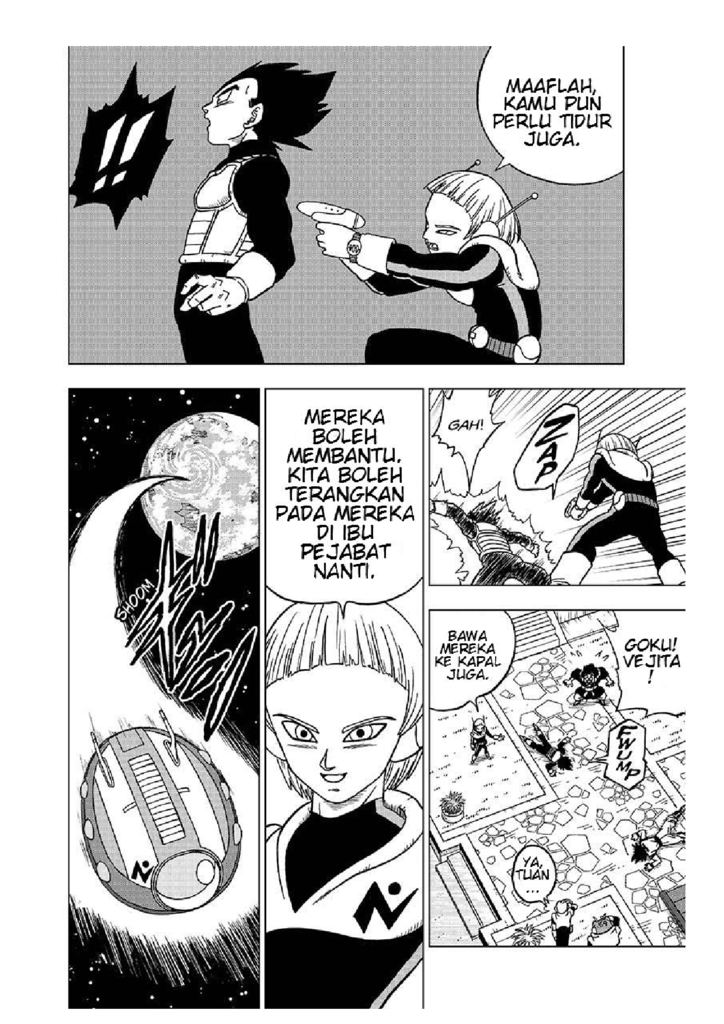 MAAFLAH,
KAMU PUN
PERLU TIDUR
JUGA.
!!
GAH!
ZAP
MEREKA
BOLEH
MEMBANTU.
KITA BOLEH
TERANGKAN
PADA MEREKA
DI IBU
PEJABAT
NANTI.
SHOOM
GOKU!
VEJITA
!
BAWA
MEREKA
KE KAPAL
JUGA.
FWUMP
YA,
TUAN
...